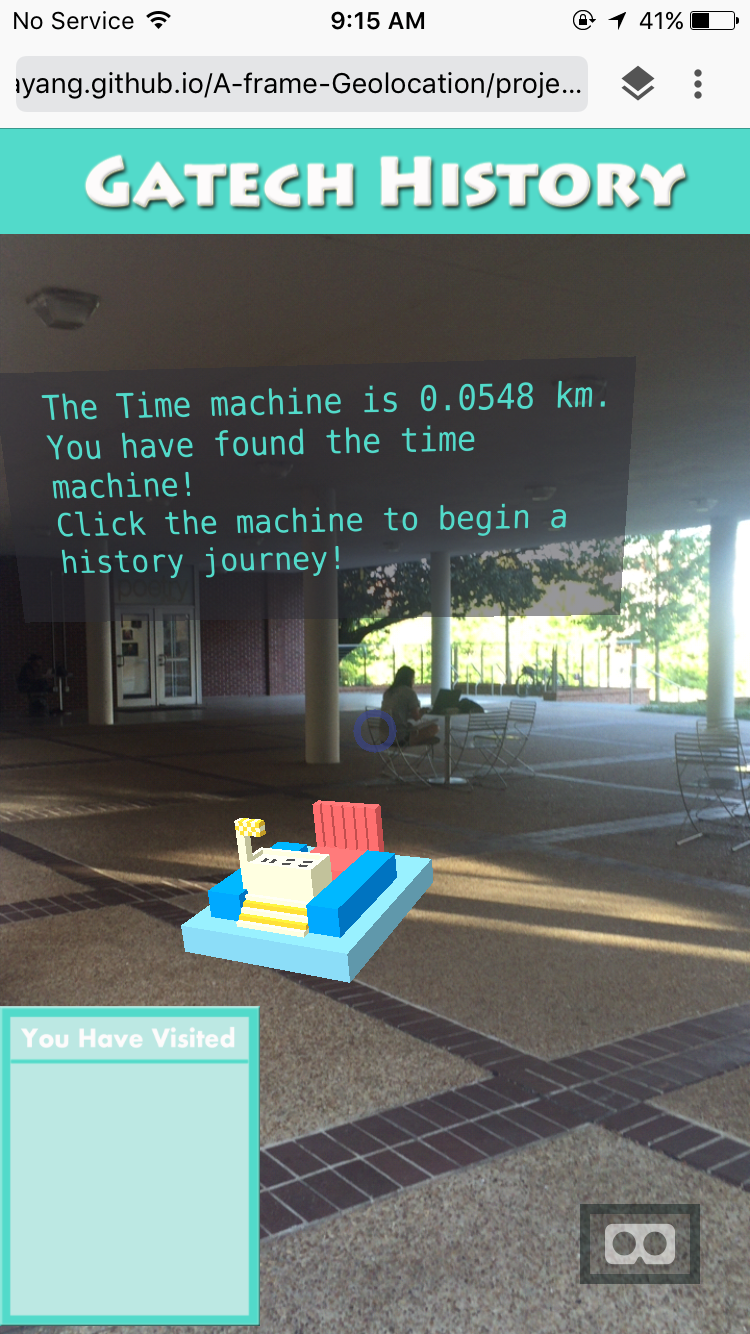 No Service 9:15 AM 41%
ayang.github.io/A-frame-Geolocation/proje...
GATECH HISTORY
The Time machine is 0.0548 km.
You have found the time
machine!
Click the machine to begin a
history journey!
poetry
You Have Visited